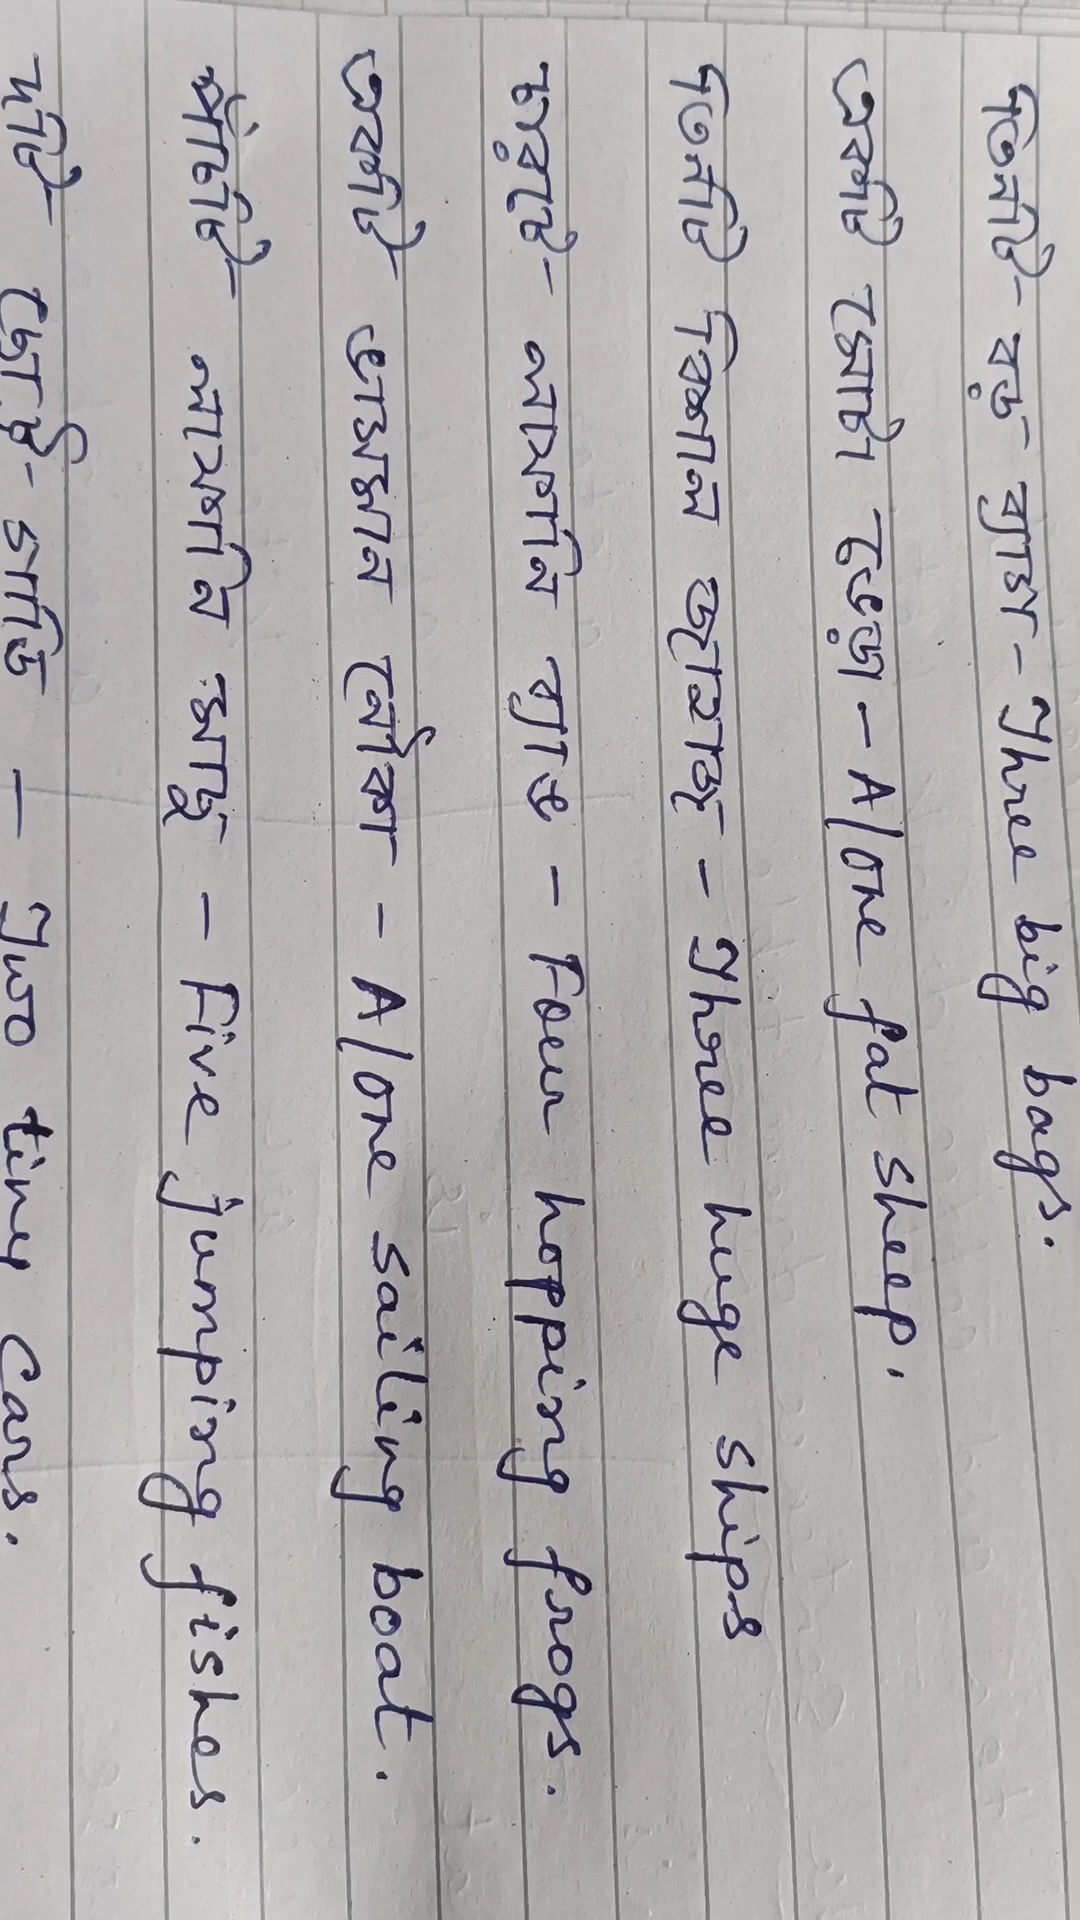 তিনটি বড় ব্যাগ - Three big bags.
একটা মোটা ভেড়া - A/one fat sheep.
তিনটি বিশাল জাহাজ - Three huge ships
চারটে লাফানি ব্যাঙ - Four hopping frogs.
একটি ভাসমান নৌকা - A/one sailing boat.
পাঁচটি লাফানি মাছ - Five jumping fishes.
গাড়ি - Two tiny cars.